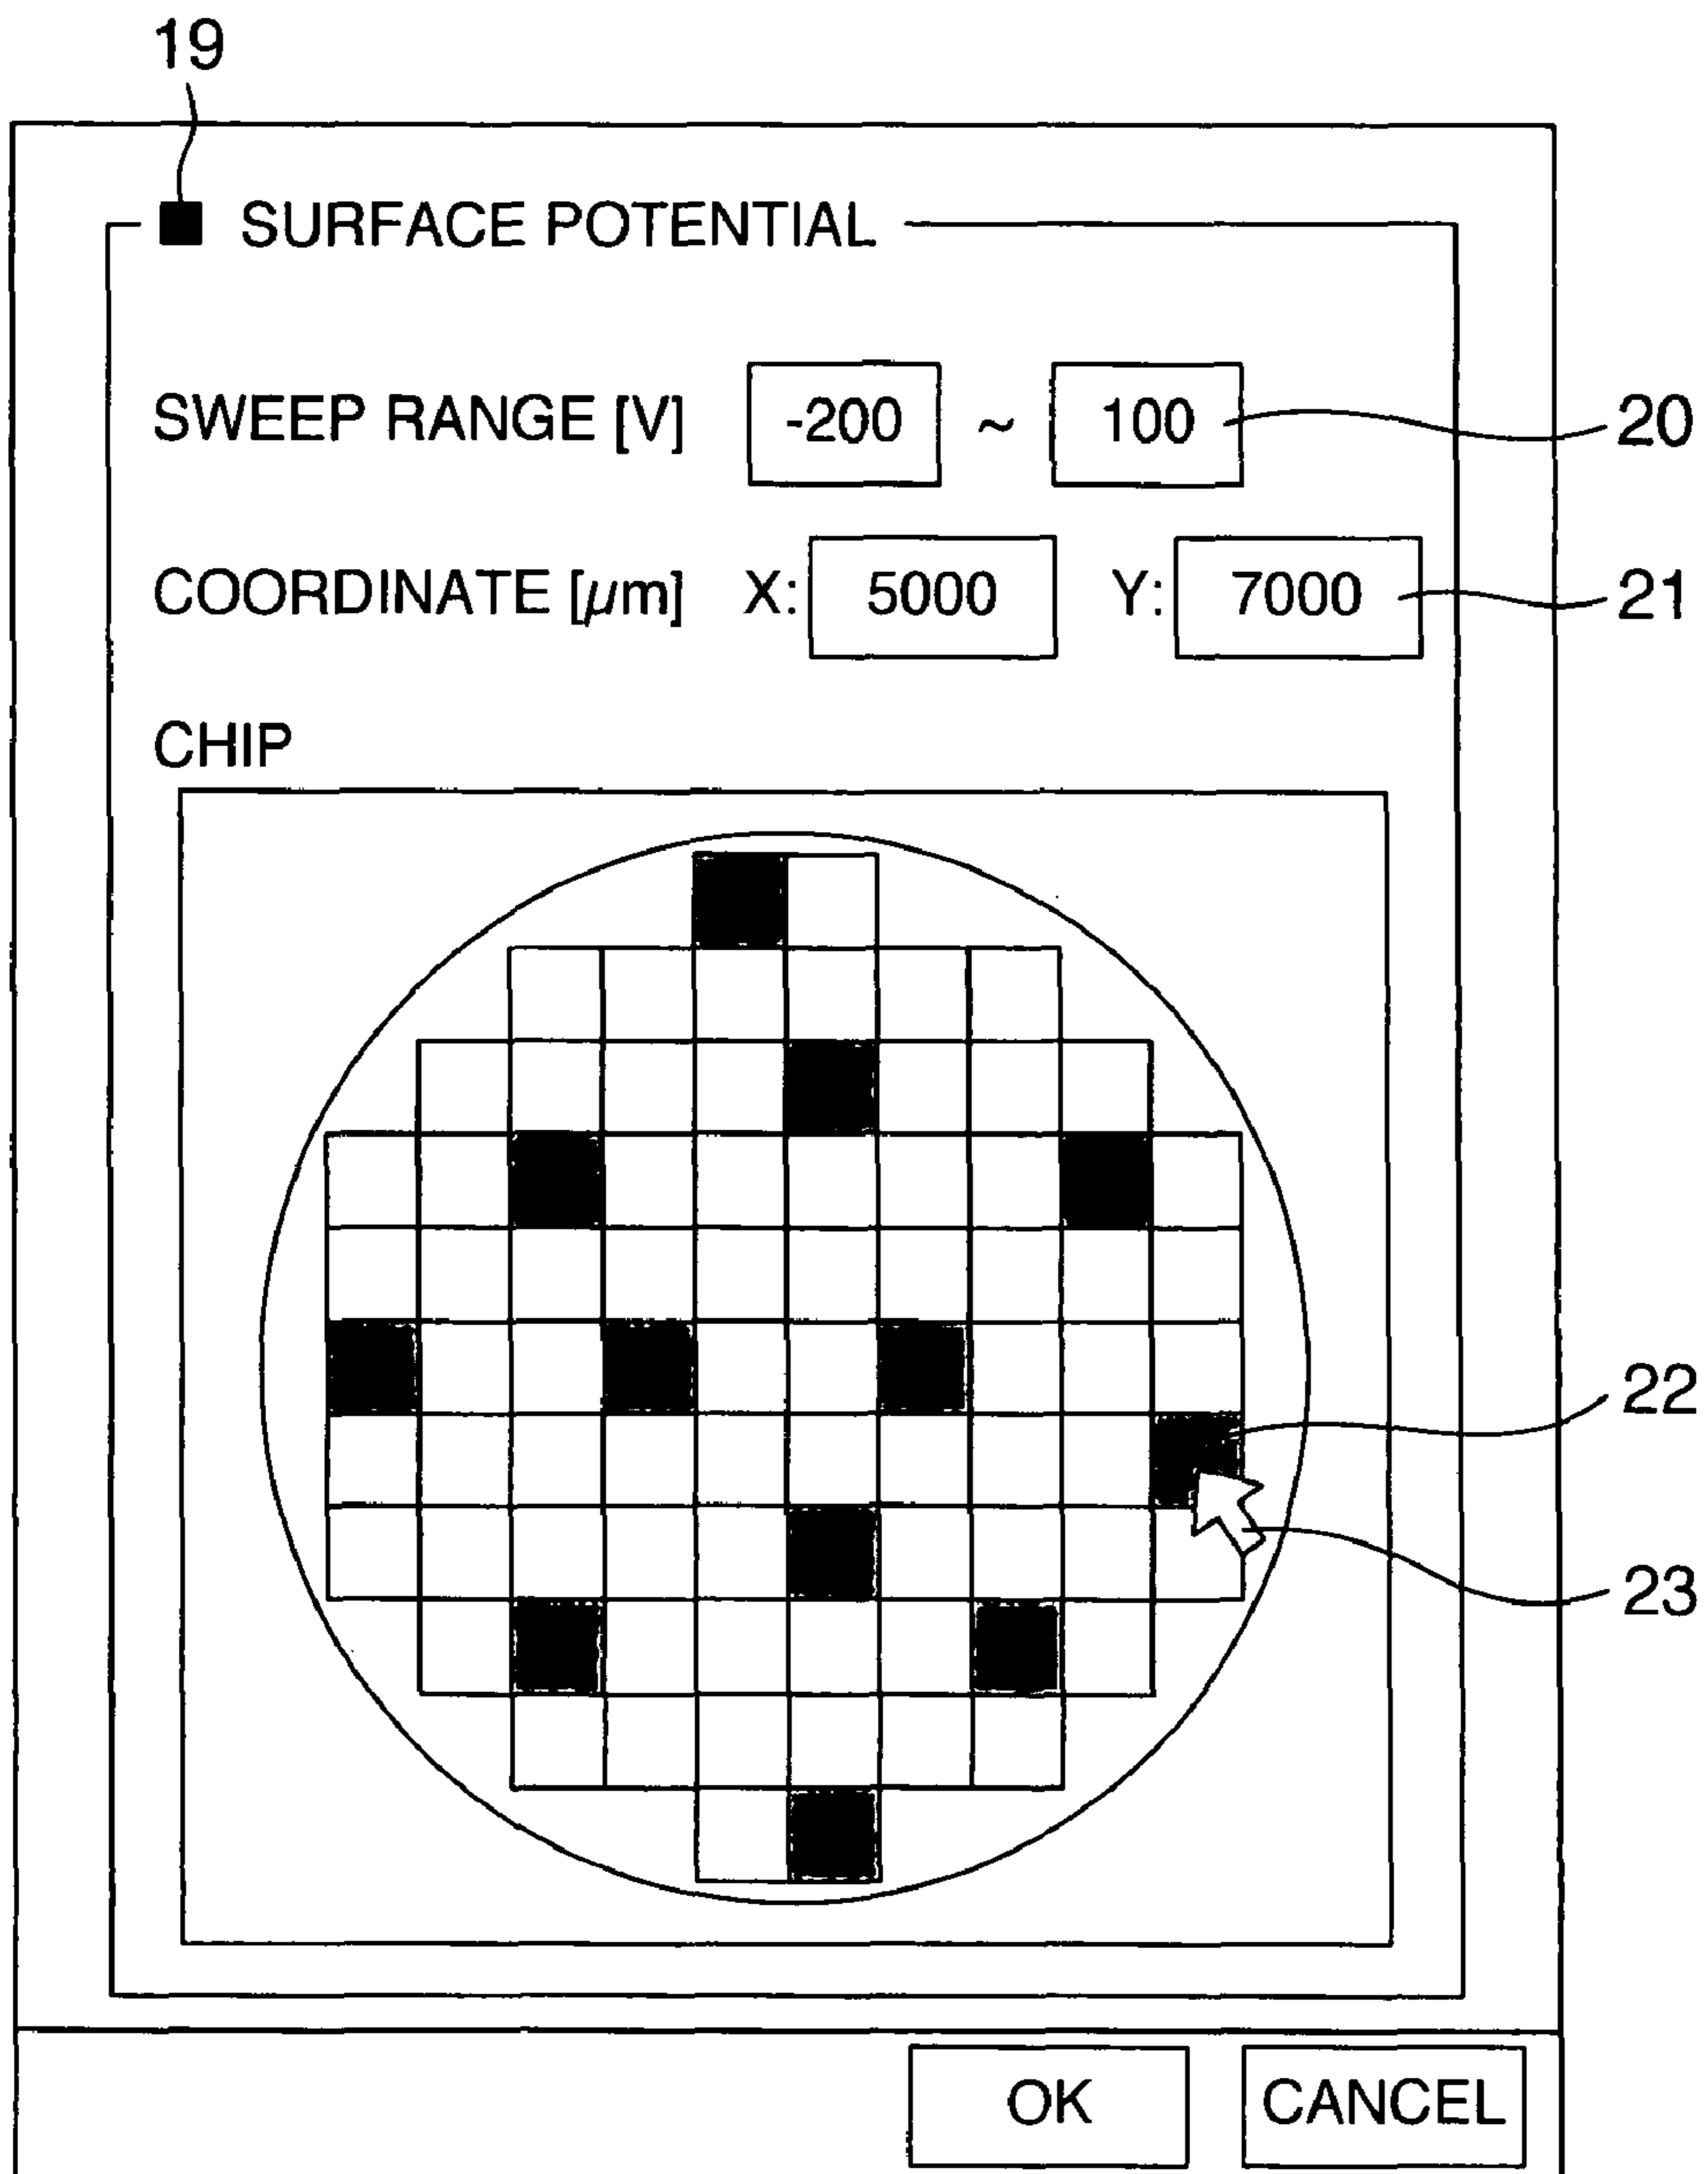 19
SURFACE POTENTIAL
SWEEP RANGE [V] -200 ~ 100 20
COORDINATE [µm] X: 5000 Y: 7000 21
CHIP
22
23
OK CANCEL